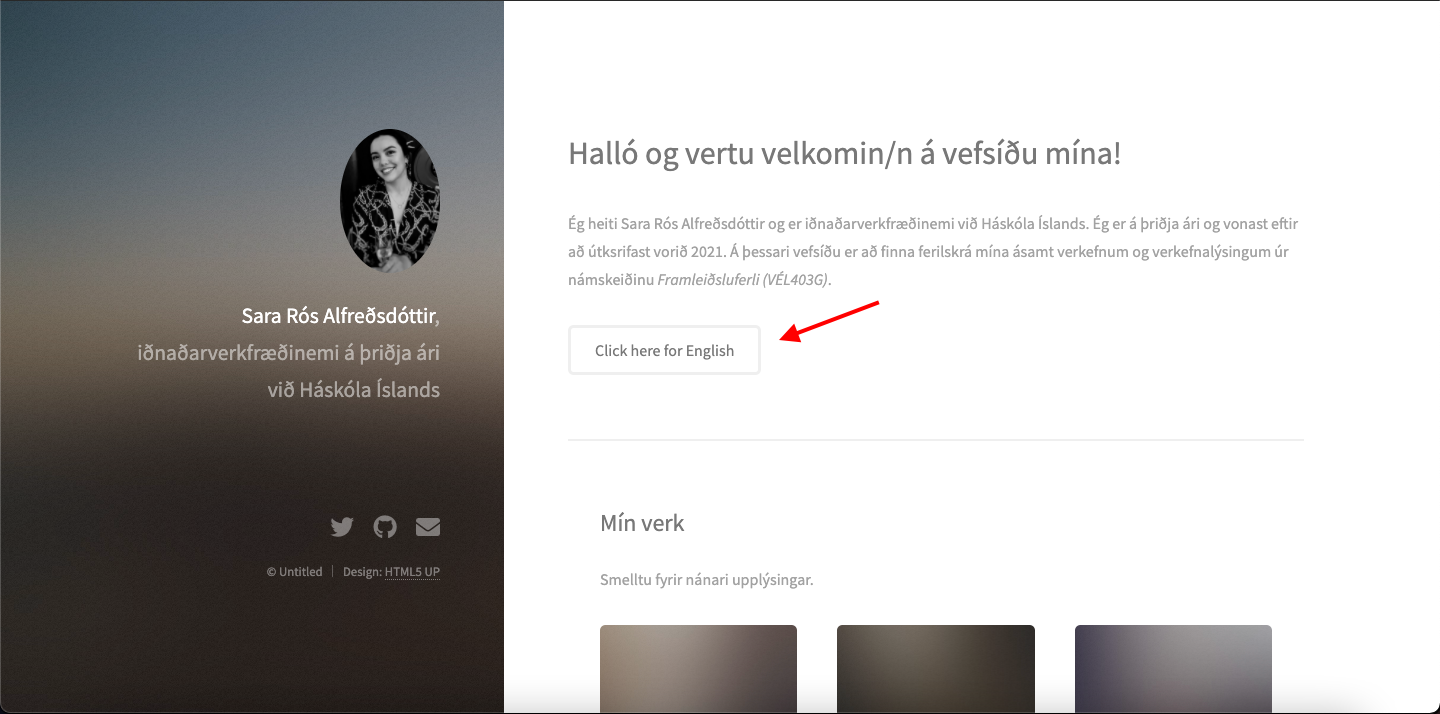 Sara Rós Alfreðsdóttir,
iðnaðarverkfræðinemi á þriðja ári
við Háskóla Íslands
© Untitled | Design: HTML5 UP
Halló og vertu velkomin/n á vefsíðu mína!
Ég heiti Sara Rós Alfreðsdóttir og er iðnaðarverkfræðinemi við Háskóla Íslands. Ég er á þriðja ári og vonast eftir
að útksrifast vorið 2021. Á þessari vefsíðu er að finna ferilskrá mína ásamt verkefnum og verkefnalýsingum úr
námskeiðinu Framleiðsluferli (VÉL403G).
Click here for English
Mín verk
Smelltu fyrir nánari upplýsingar.